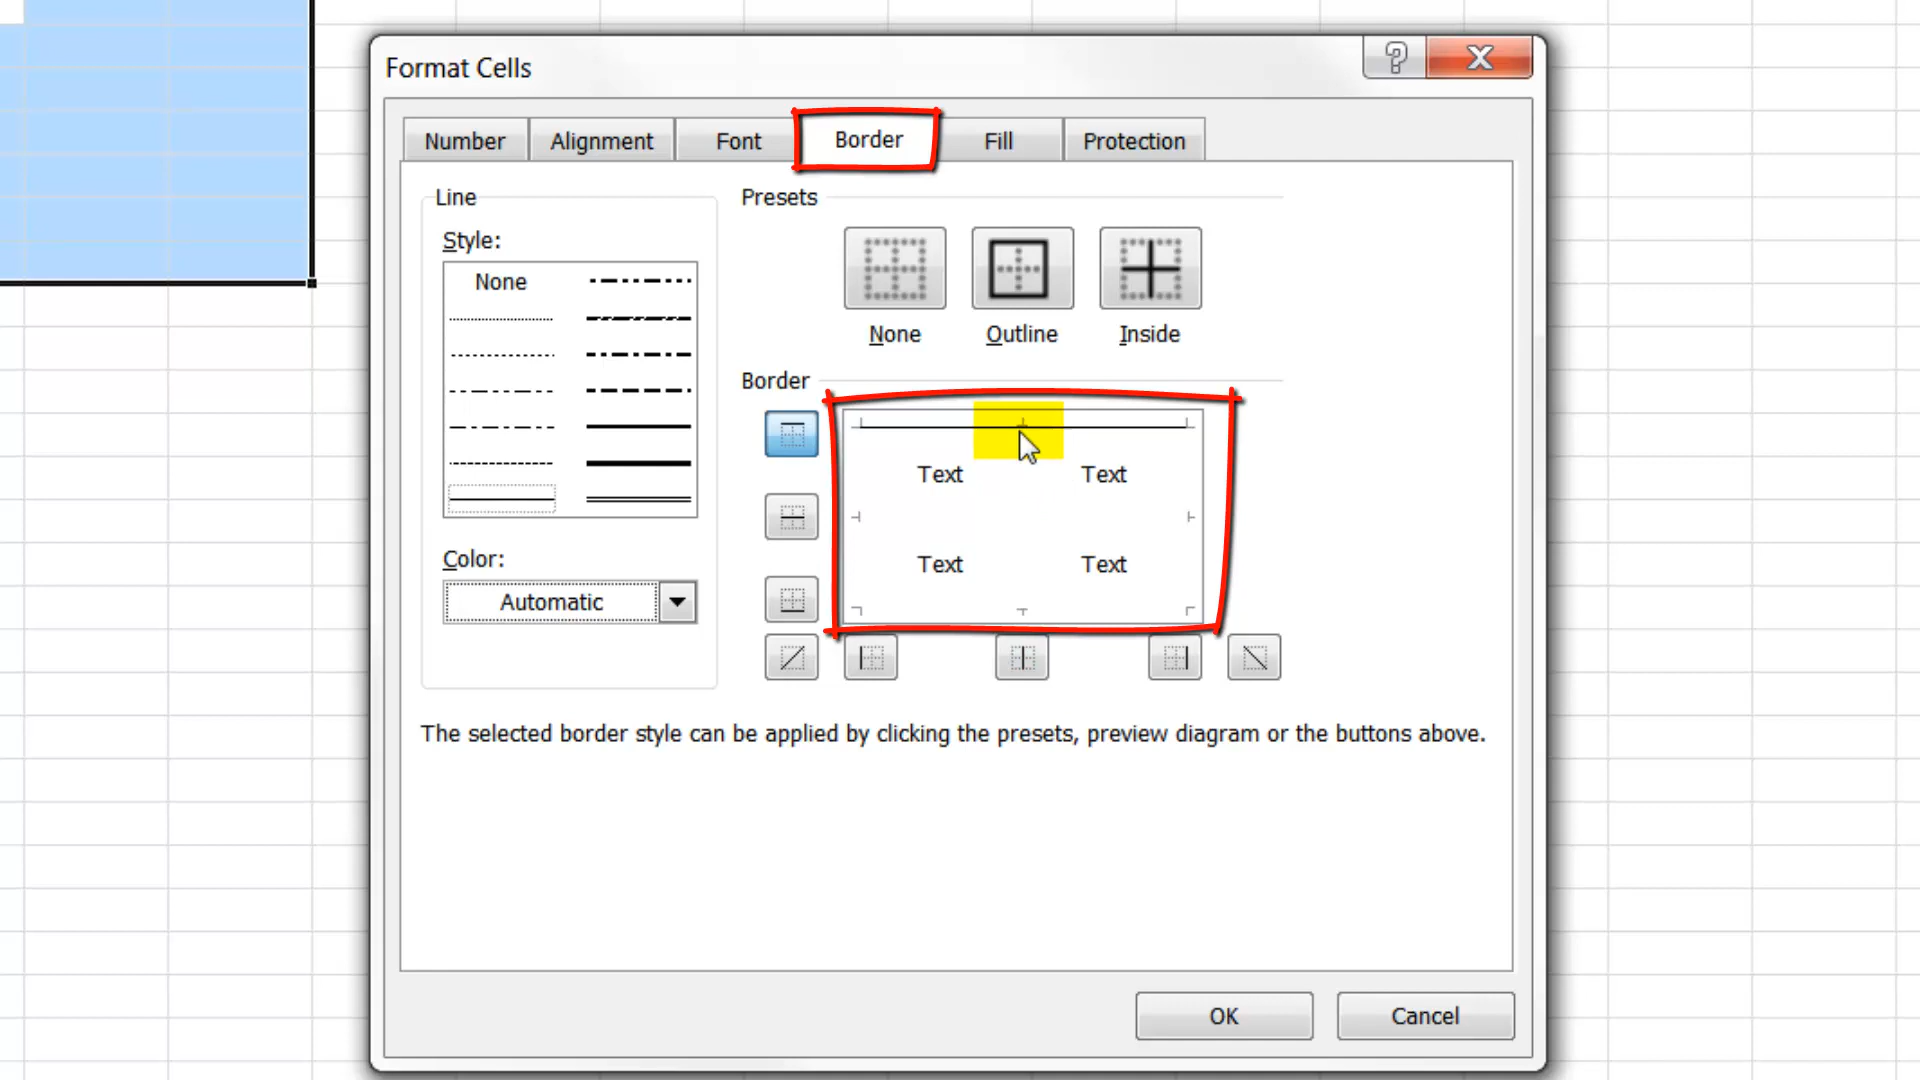 Format Cells
Number Alignment Font Border Fill Protection
Line
Style:
None
Color:
Automatic
Presets
None Outline Inside
Border
Text Text
Text Text
The selected border style can be applied by clicking the presets, preview diagram or the buttons above.
OK Cancel